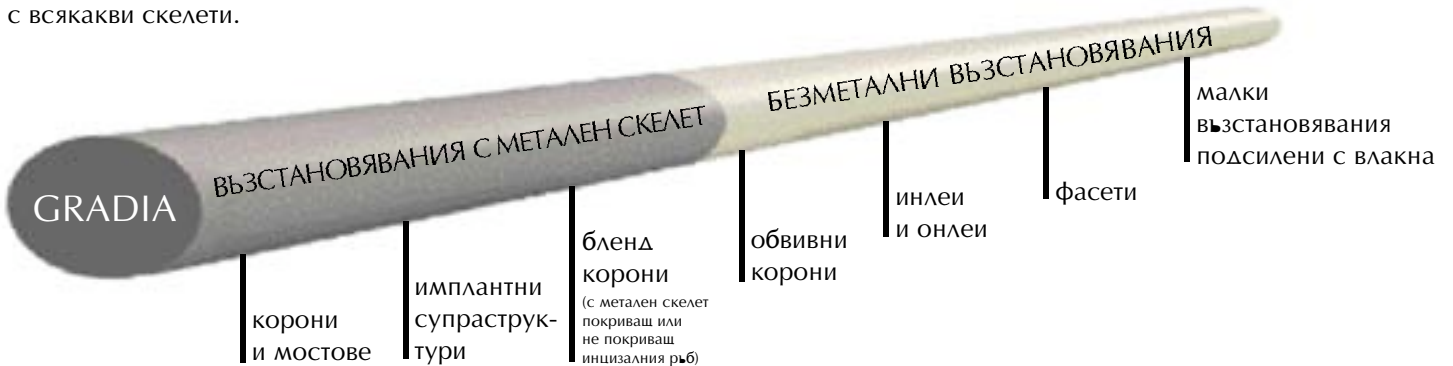 с всякакви скелети.
GRADIA
ВЪЗСТАНОВЯВАНИЯ С МЕТАЛЕН СКЕЛЕТ
БЕЗМЕТАЛНИ ВЪЗСТАНОВЯВАНИЯ
корони
и мостове
имплантни
супраструк-
тури
бленд
корони
(с метален скелет
покриващ или
не покриващ
инцизалния ръб)
обвивни
корони
инлеи
и онлеи
фасети
малки
възстановявания
подсилени с влакна